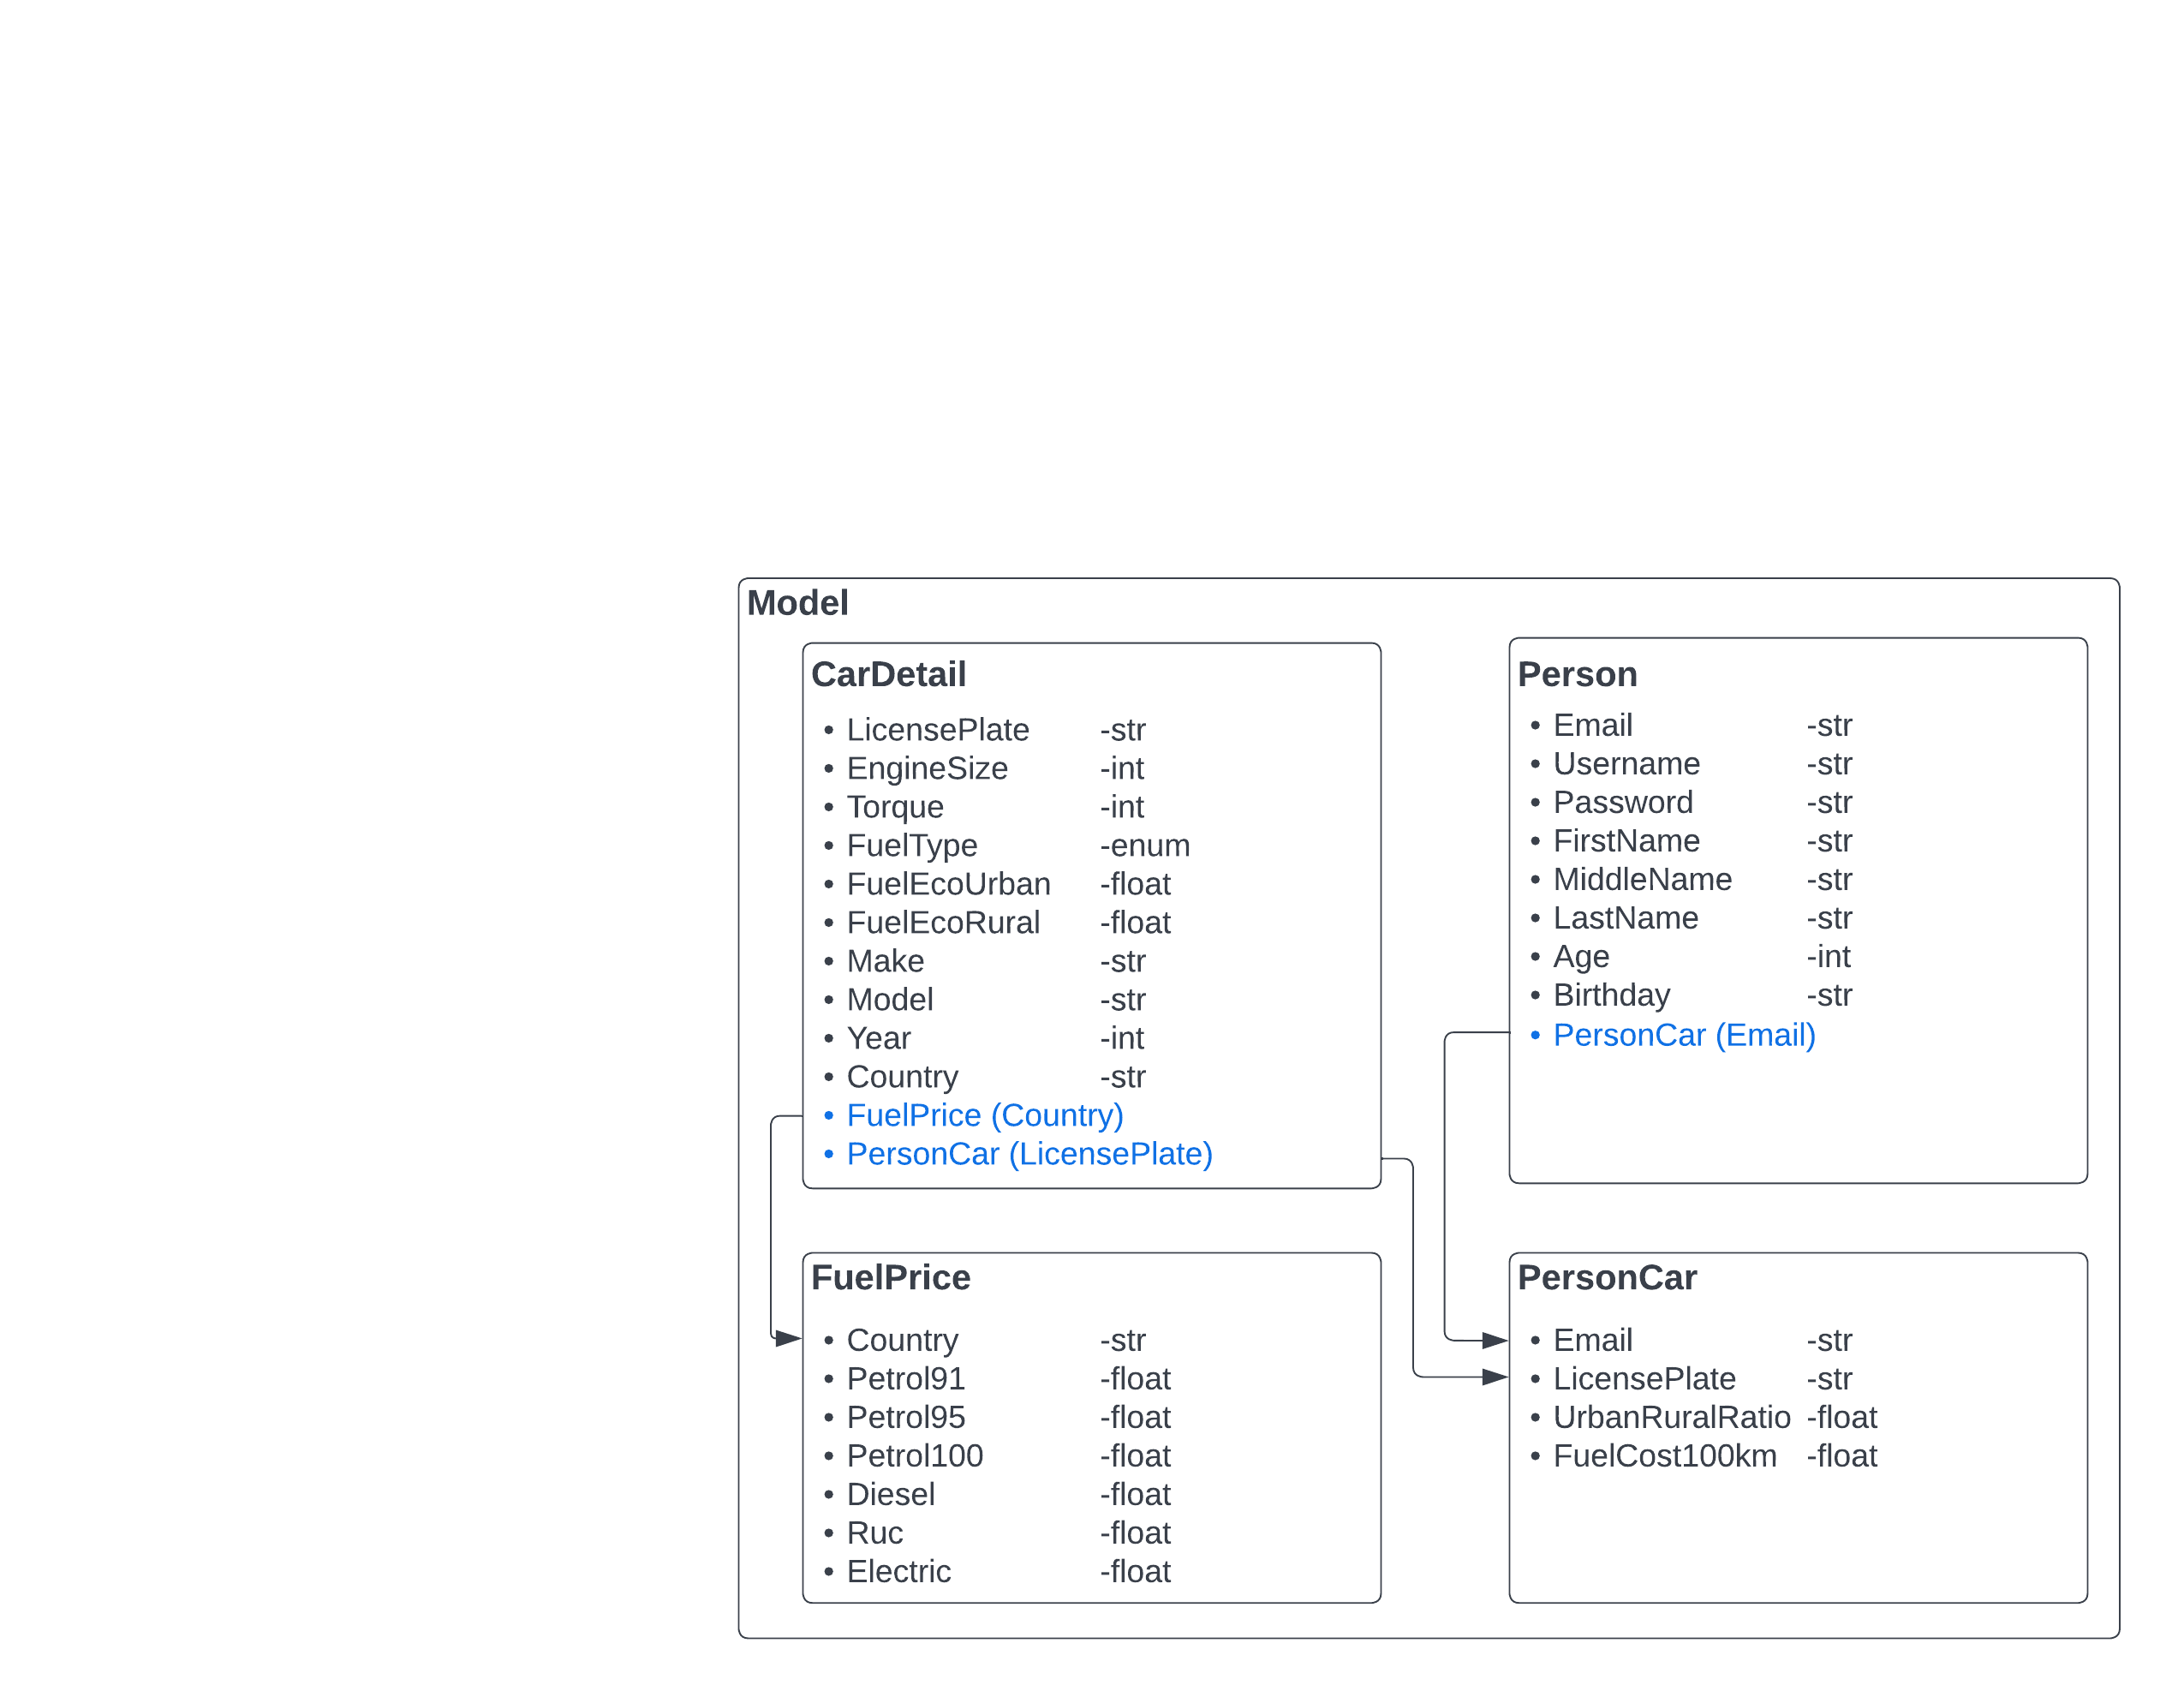 Model
CarDetail
• LicensePlate -str
• EngineSize -int
• Torque -int
• FuelType -enum
• FuelEcoUrban -float
• FuelEcoRural -float
• Make -str
• Model -str
• Year -int
• Country -str
• FuelPrice (Country)
• PersonCar (LicensePlate)
Person
• Email -str
• Username -str
• Password -str
• FirstName -str
• MiddleName -str
• LastName -str
• Age -int
• Birthday -str
• PersonCar (Email)
FuelPrice
• Country -str
• Petrol91 -float
• Petrol95 -float
• Petrol100 -float
• Diesel -float
• Ruc -float
• Electric -float
PersonCar
• Email -str
• LicensePlate -str
• UrbanRuralRatio -float
• FuelCost100km -float